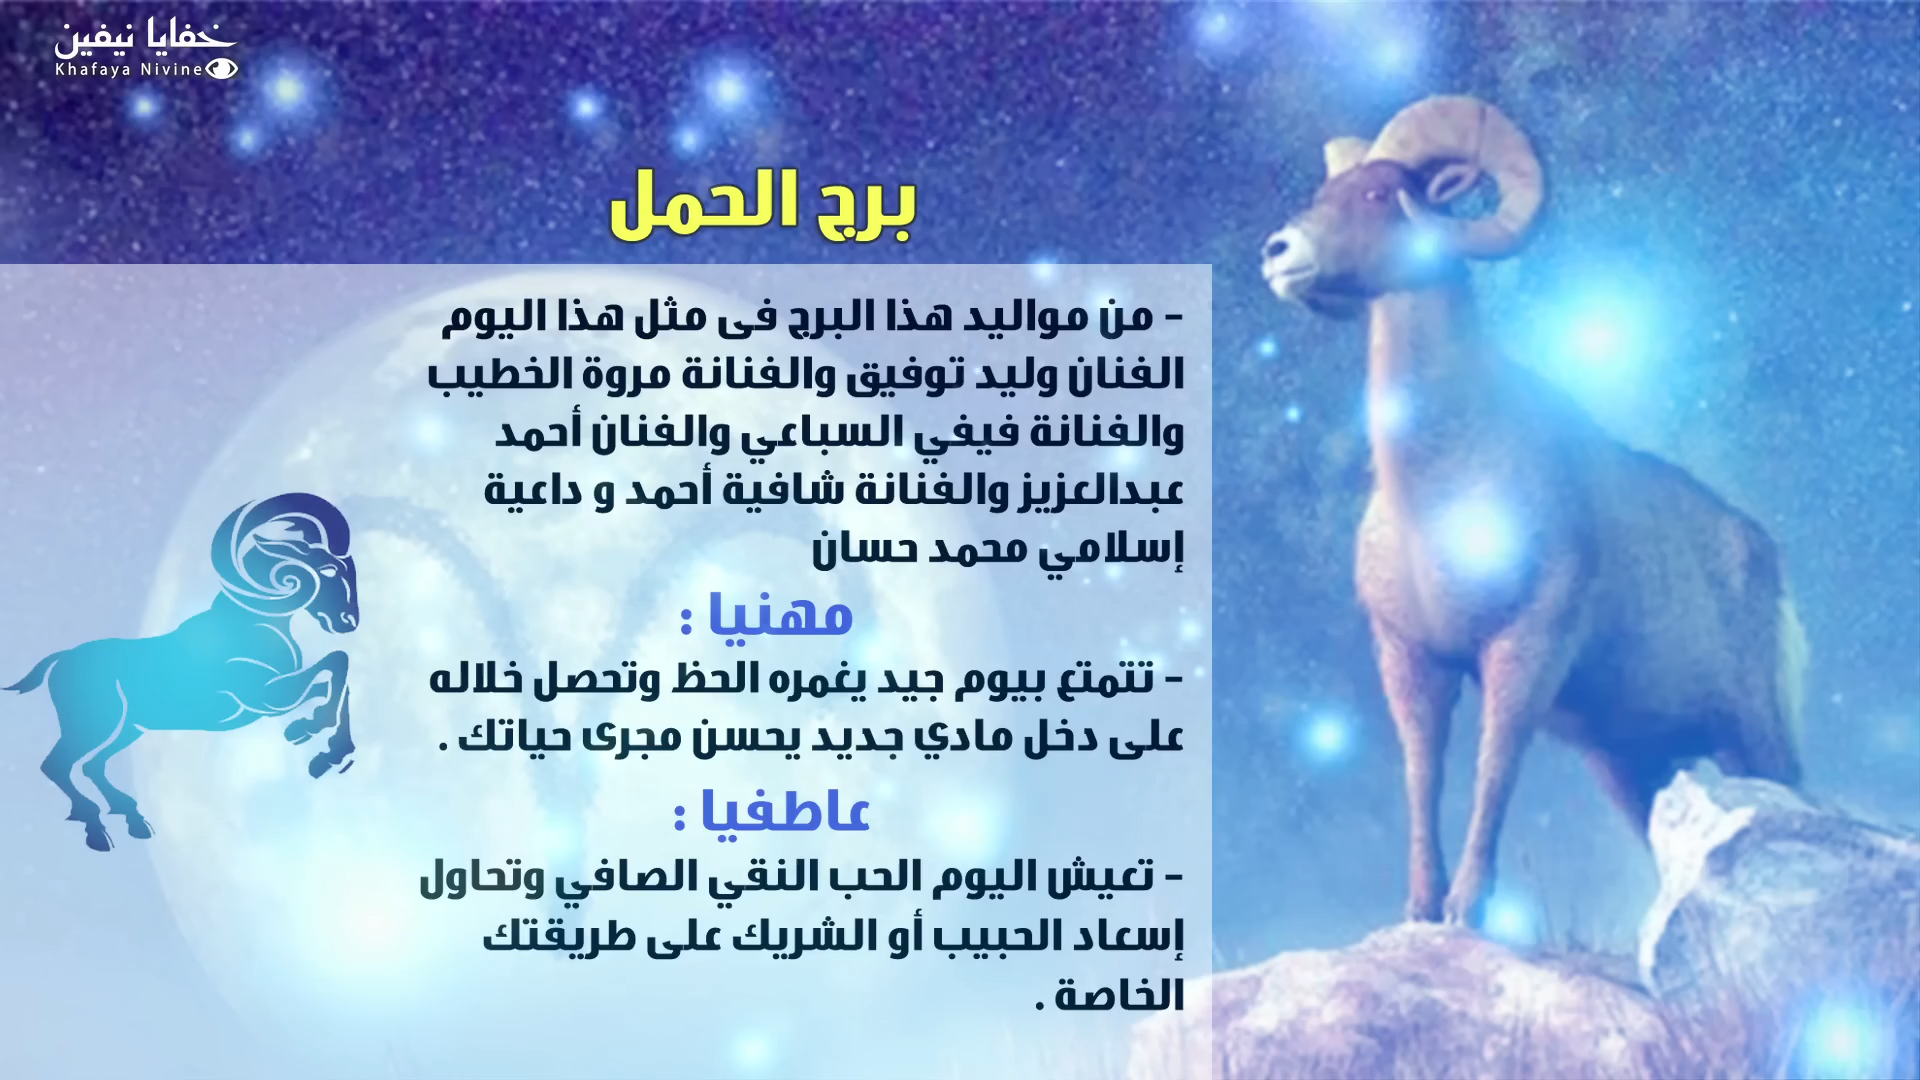 خفايا نيفين
Khafaya Nivine
برج الحمل
- من مواليد هذا البرج فى مثل هذا اليوم
الفنان وليد توفيق والفنانة مروة الخطيب
والفنانة فيفي السباعي والفنان أحمد
عبدالعزيز والفنانة شافية أحمد و داعية
إسلامي محمد حسان
مهنيا :
- تتمتع بيوم جيد يغمره الحظ وتحصل خلاله
على دخل مادي جديد يحسن مجرى حياتك .
عاطفيا :
- تعيش اليوم الحب النقي الصافي وتحاول
إسعاد الحبيب أو الشريك على طريقتك
الخاصة .